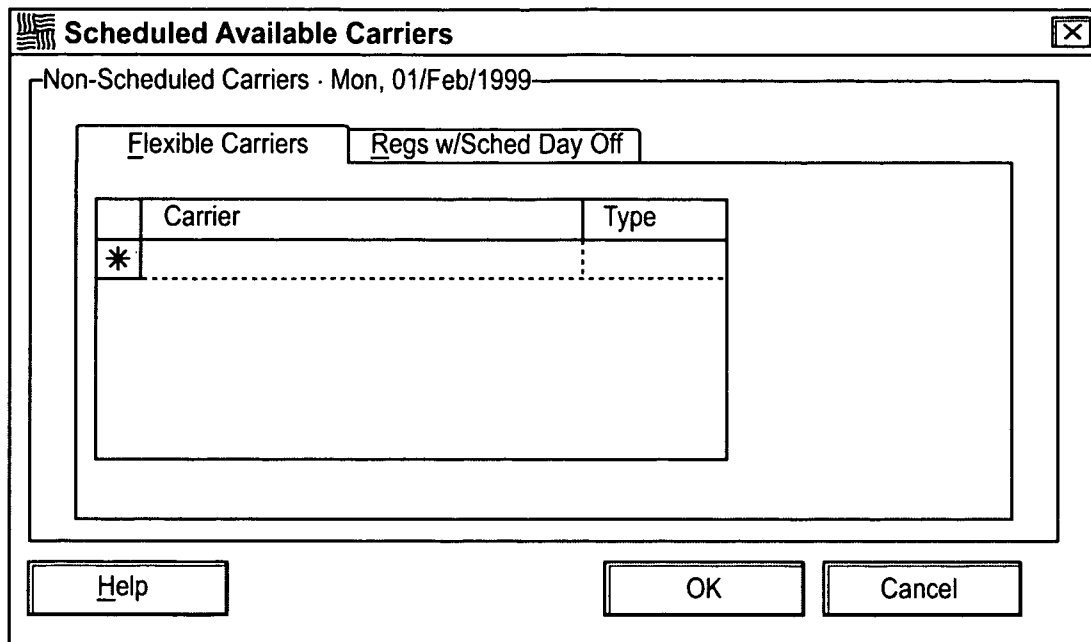 Scheduled Available Carriers
Non-Scheduled Carriers · Mon, 01/Feb/1999
Flexible Carriers Regs w/Sched Day Off
Carrier Type
*
Help OK Cancel